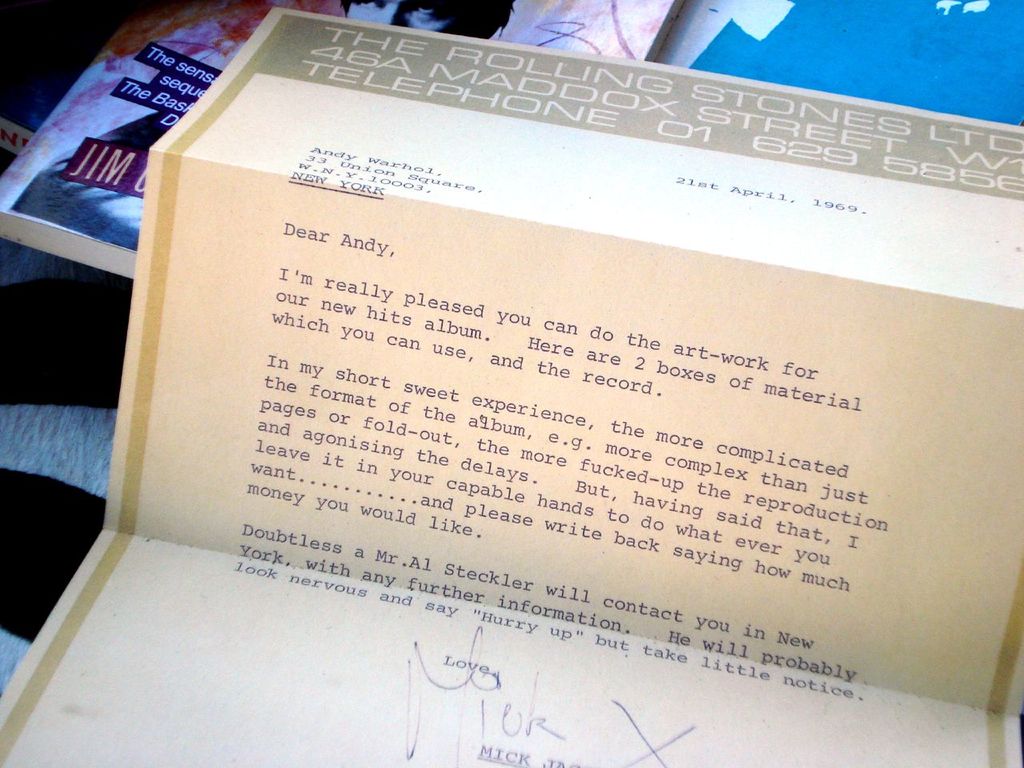 The sens
seque
The Bask
D
JIM
THE ROLLING STONES LTD
46A MADDOX STREET W1
TELEPHONE 01 629 5856
Andy Warhol,
33 Union Square,
W.N.Y.10003,
NEW YORK
21st April, 1969.
Dear Andy,
I'm really pleased you can do the art-work for
our new hits album. Here are 2 boxes of material
which you can use, and the record.
In my short sweet experience, the more complicated
the format of the album, e.g. more complex than just
pages or fold-out, the more fucked-up the reproduction
and agonising the delays. But, having said that, I
leave it in your capable hands to do what ever you
want...........and please write back saying how much
money you would like.
Doubtless a Mr.Al Steckler will contact you in New
York, with any further information. He will probably
look nervous and say "Hurry up" but take little notice.
Love,
Mick X
MICK JAG